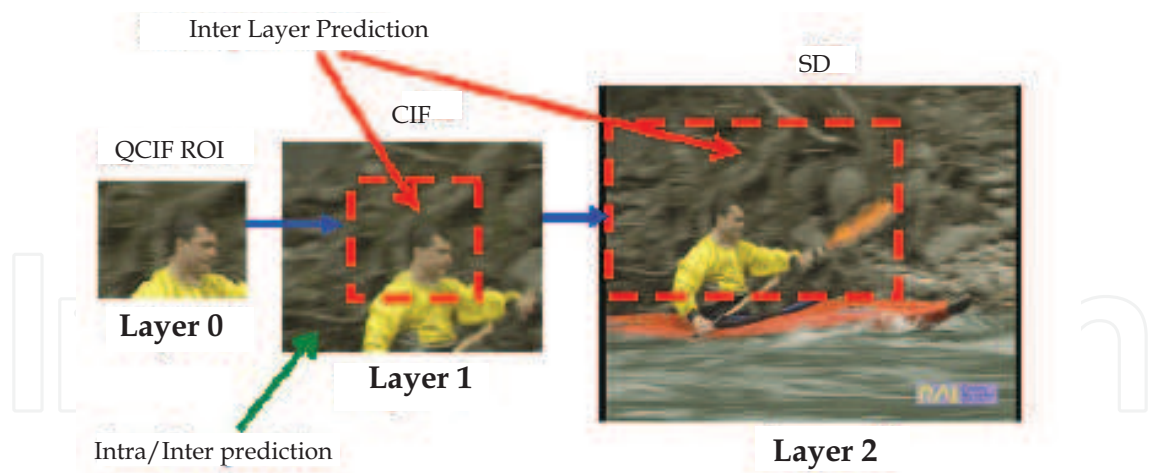 Inter Layer Prediction
SD
CIF
QCIF ROI
Layer 0
Layer 1
Intra/Inter prediction
Layer 2